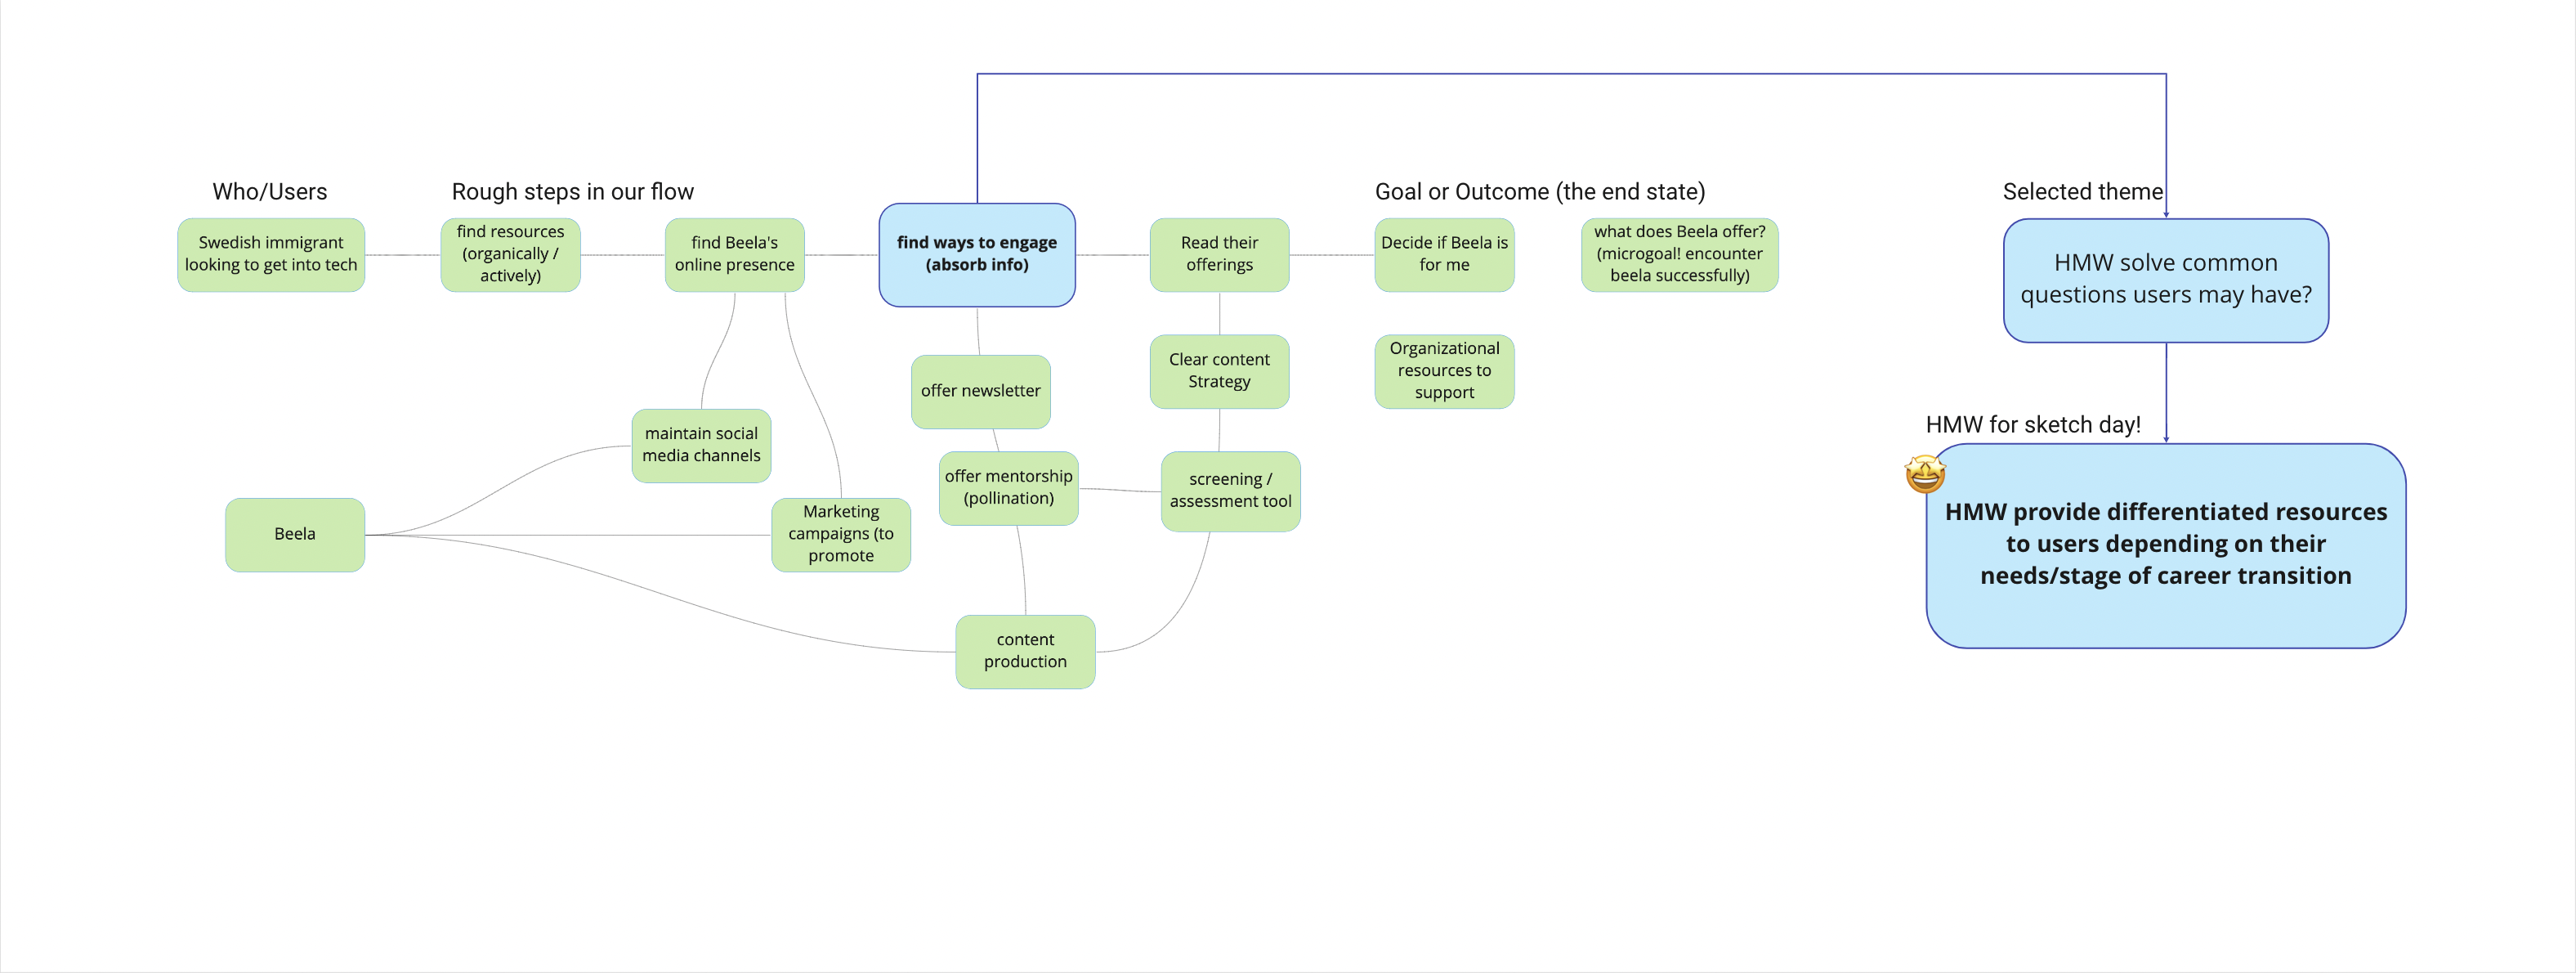 Who/Users
Rough steps in our flow
Goal or Outcome (the end state)
Selected theme
Swedish immigrant
looking to get into tech
find resources
(organically /
actively)
find Beela's
online presence
find ways to engage
(absorb info)
Read their
offerings
Decide if Beela is
for me
what does Beela offer?
(microgoal! encounter
beela successfully)
HMW solve common
questions users may have?
offer newsletter
Clear content
Strategy
Organizational
resources to
support
maintain social
media channels
HMW for sketch day!
offer mentorship
(pollination)
screening /
assessment tool
Beela
Marketing
campaigns (to
promote
HMW provide differentiated resources
to users depending on their
needs/stage of career transition
content
production